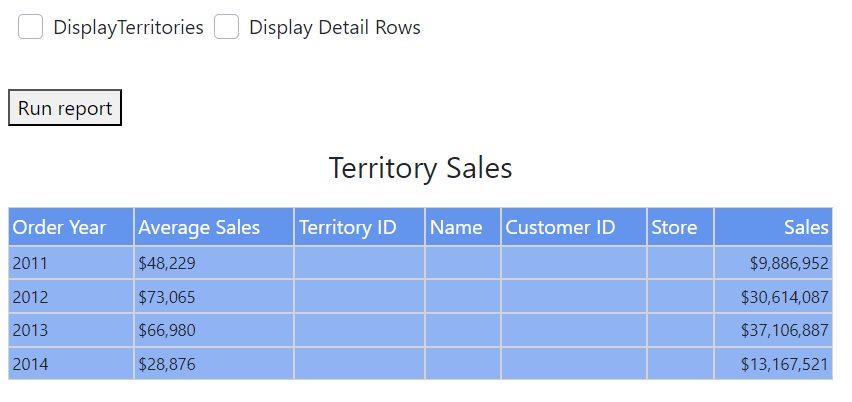 DisplayTerritories Display Detail Rows
Run report
Territory Sales
Order Year Average Sales Territory ID Name Customer ID Store Sales
2011 $48,229 $9,886,952
2012 $73,065 $30,614,087
2013 $66,980 $37,106,887
2014 $28,876 $13,167,521